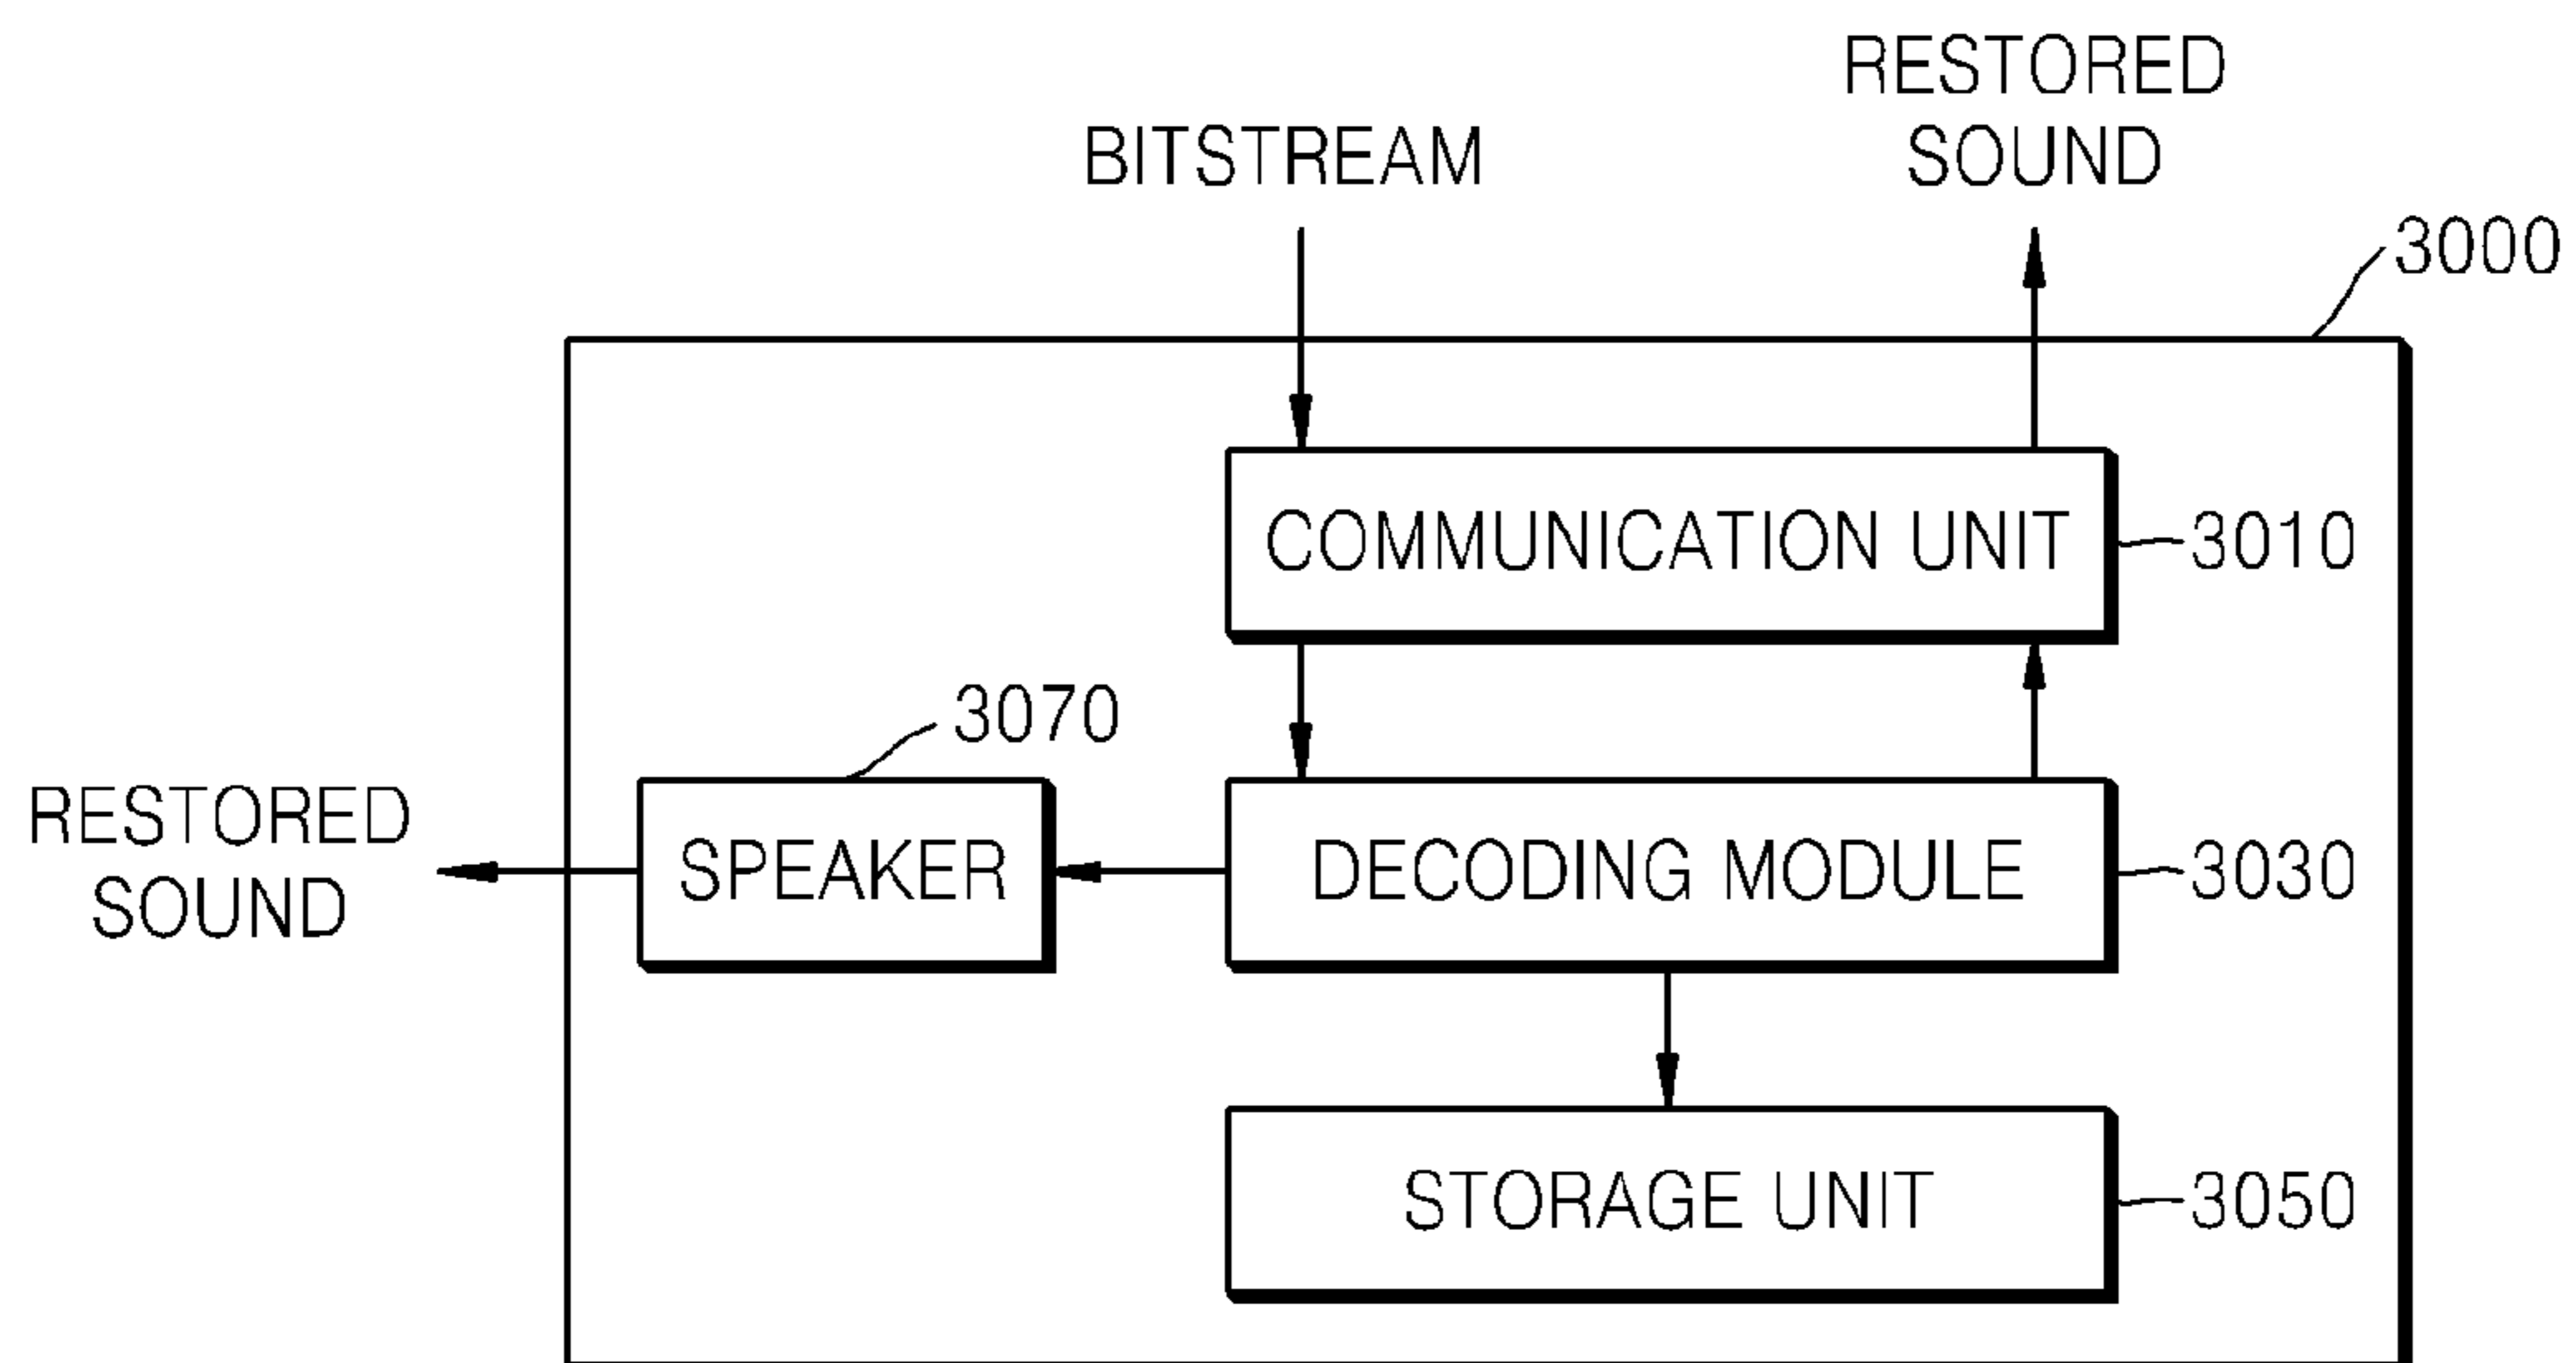 RESTORED
SOUND
BITSTREAM
3000
COMMUNICATION UNIT
3010
3070
RESTORED
SOUND
SPEAKER
DECODING MODULE
3030
STORAGE UNIT
3050